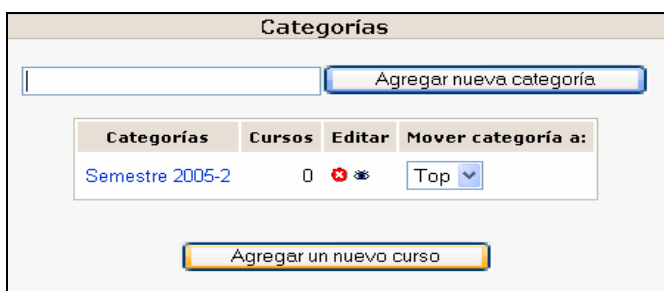 Categorías
Agregar nueva categoría
Categorías Cursos Editar Mover categoría a:
Semestre 2005-2 0 Top
Agregar un nuevo curso